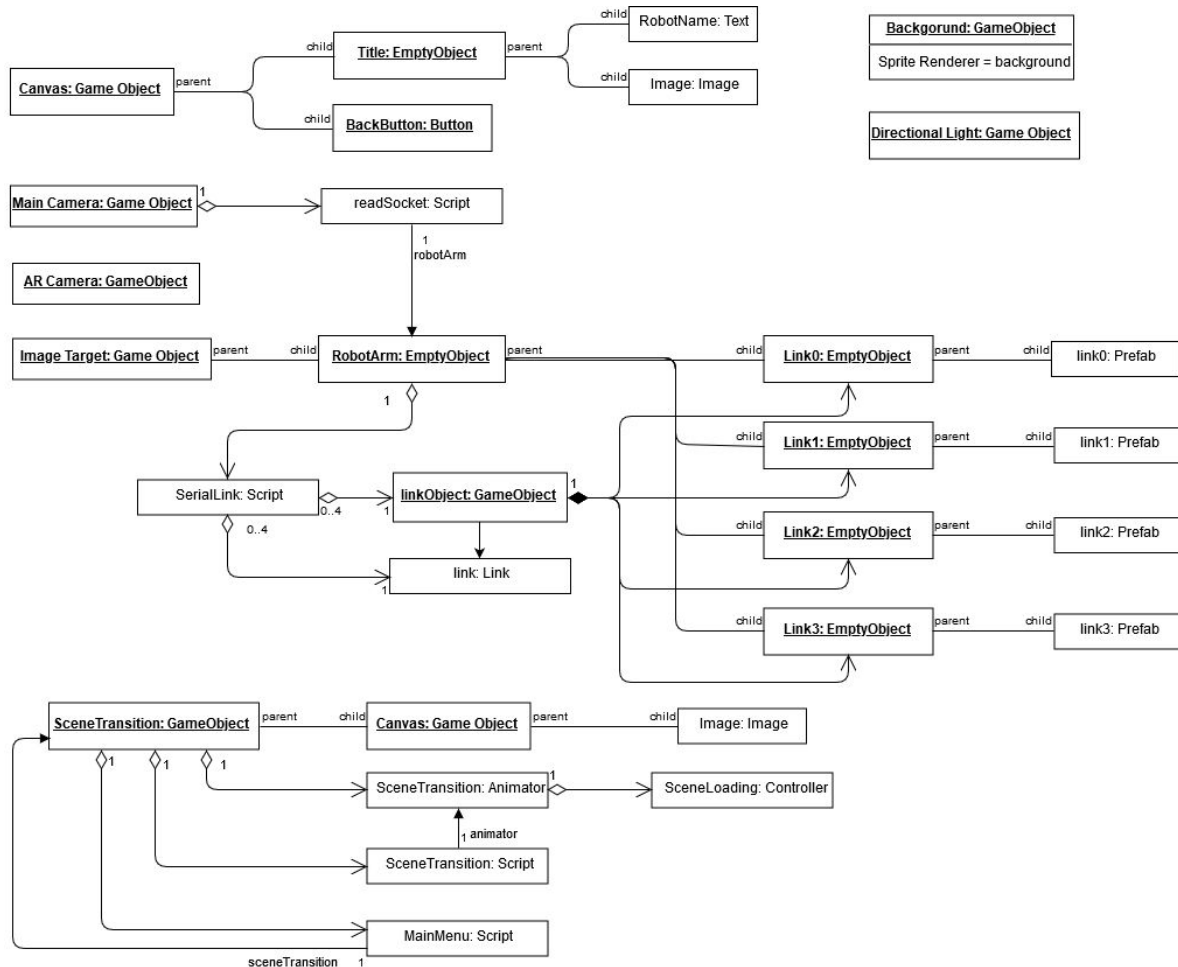 child
RobotName: Text
Backgorund: GameObject
Sprite Renderer = background
child
Title: EmptyObject
parent
Canvas: Game Object
parent
child
Image: Image
child
BackButton: Button
Directional Light: Game Object
Main Camera: Game Object
1
readSocket: Script
1
robotArm
AR Camera: GameObject
Image Target: Game Object
parent
child
RobotArm: EmptyObject
parent
child
Link0: EmptyObject
parent
child
link0: Prefab
1
child
Link1: EmptyObject
parent
child
link1: Prefab
SerialLink: Script
0..4
1
linkObject: GameObject
1
0..4
child
Link2: EmptyObject
parent
child
link2: Prefab
1
link: Link
child
Link3: EmptyObject
parent
child
link3: Prefab
SceneTransition: GameObject
parent
child
Canvas: Game Object
parent
child
Image: Image
1
1
1
SceneTransition: Animator
1
SceneLoading: Controller
1
animator
SceneTransition: Script
MainMenu: Script
sceneTransition
1